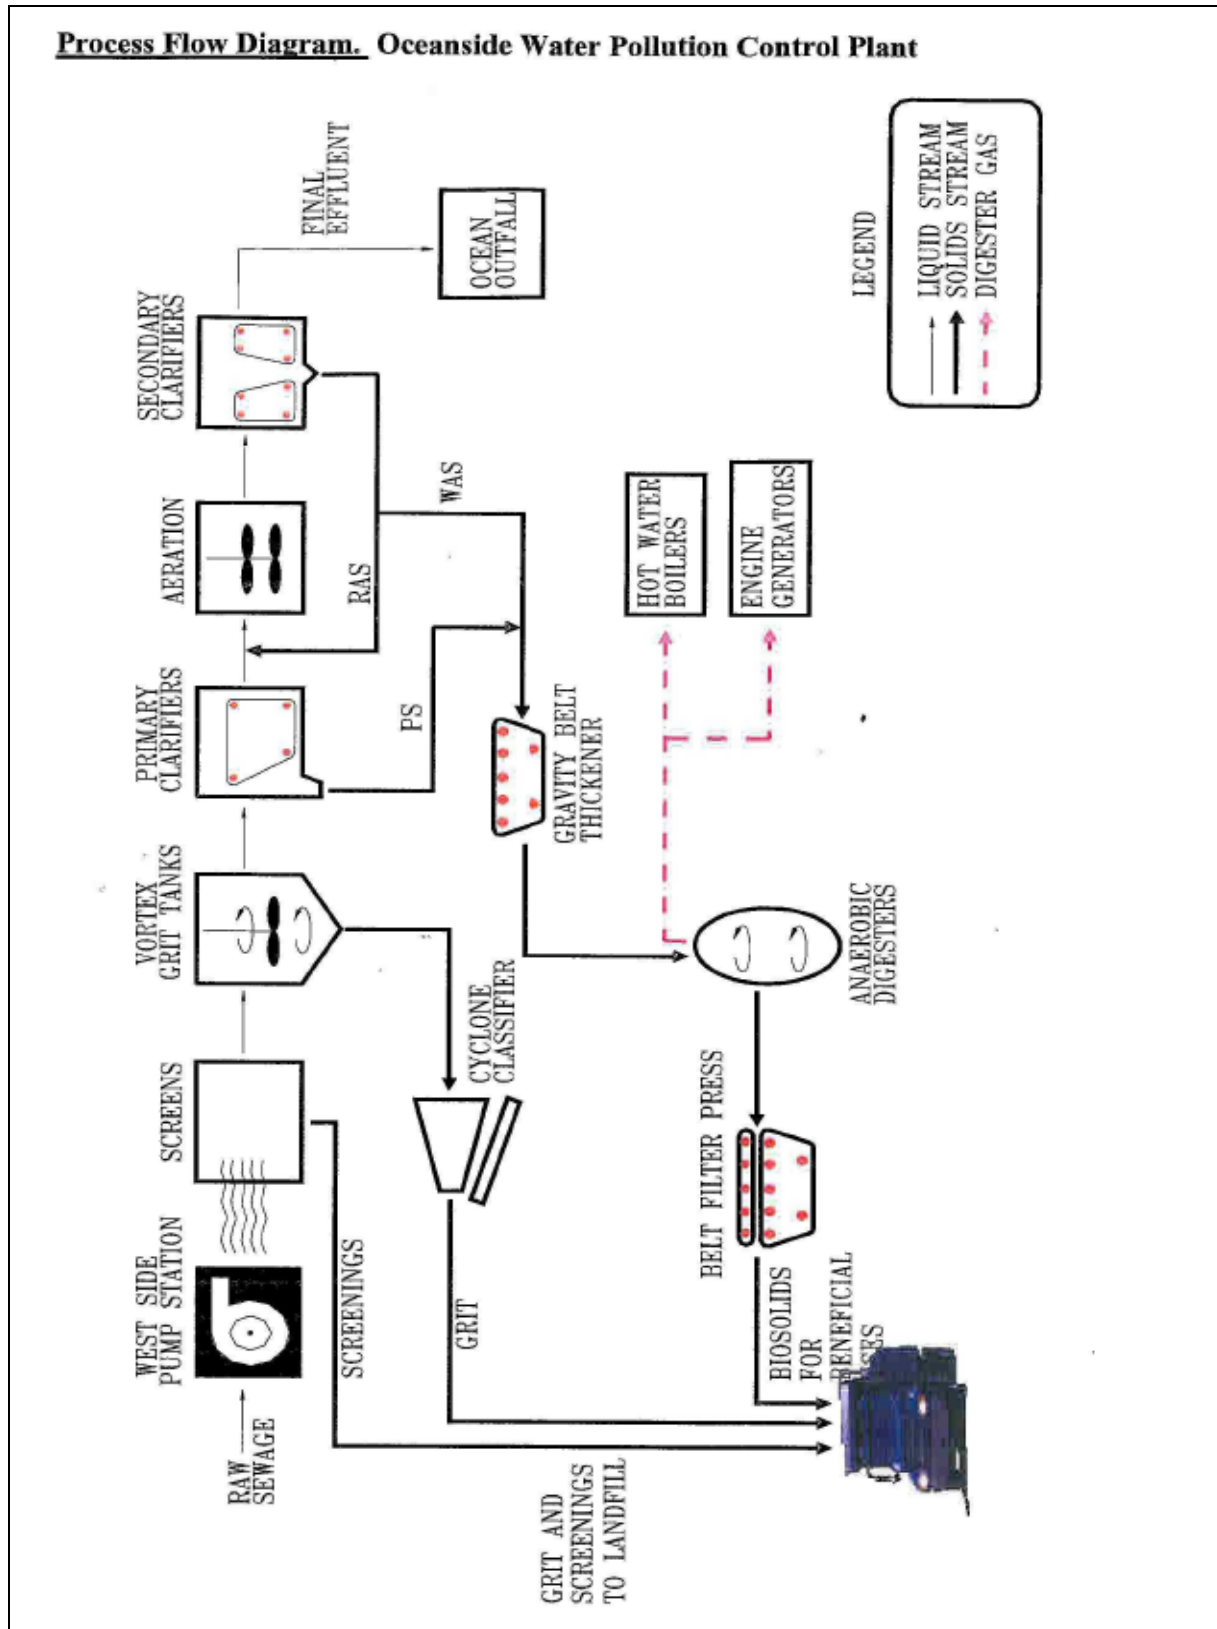 Process Flow Diagram. Oceanside Water Pollution Control Plant
RAW
SEWAGE
WEST SIDE
PUMP STATION
SCREENS
VORTEX
GRIT TANKS
PRIMARY
CLARIFIERS
AERATION
SECONDARY
CLARIFIERS
FINAL
EFFLUENT
OCEAN
OUTFALL
SCREENINGS
GRIT
CYCLONE
CLASSIFIER
PS
RAS
WAS
GRAVITY BELT
THICKENER
HOT WATER
BOILERS
ENGINE
GENERATORS
ANAEROBIC
DIGESTERS
BELT FILTER PRESS
BIOSOLIDS
FOR
BENEFICIAL
USES
GRIT AND
SCREENINGS
TO LANDFILL
LEGEND
LIQUID STREAM
SOLIDS STREAM
DIGESTER GAS